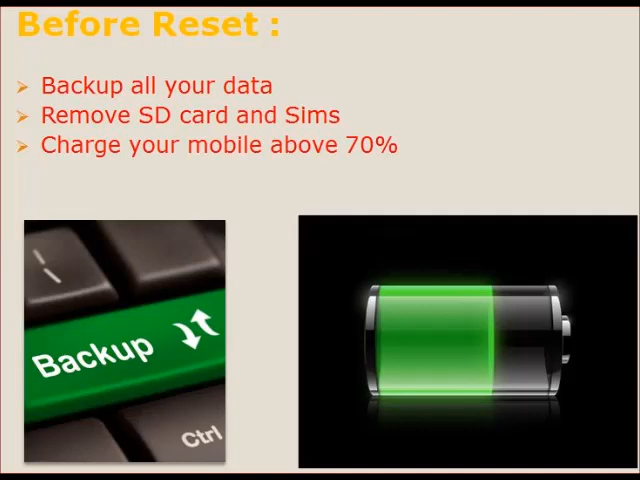 Before Reset :
Backup all your data
Remove SD card and Sims
Charge your mobile above 70%
Backup
Ctrl